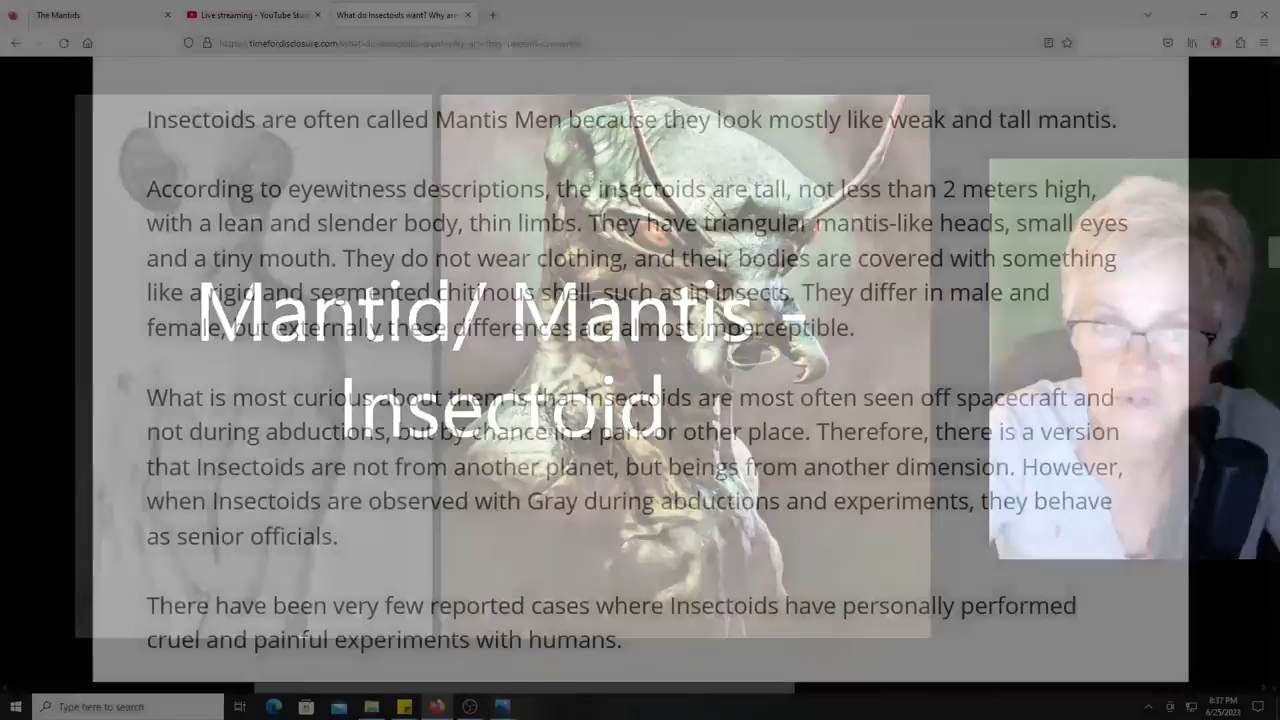 The Mantids
Live streaming - YouTube Stu
What do Insectoids want? Why are
Insectoids are often called Mantis Men because they look mostly like weak and tall mantis.
According to eyewitness descriptions, the insectoids are tall, not less than 2 meters high,
with a lean and slender body, thin limbs. They have triangular mantis-like heads, small eyes
and a tiny mouth. They do not wear clothing, and their bodies are covered with something
like a rigid and segmented chitinous shell, such as in insects. They differ in male and
female, but externally these differences are almost imperceptible.
Mantid/ Mantis -
Insectoid
What is most curious about them is that insectoids are most often seen off spacecraft and
not during abductions, but by chance in a park or other place. Therefore, there is a version
that Insectoids are not from another planet, but beings from another dimension. However,
when Insectoids are observed with Gray during abductions and experiments, they behave
as senior officials.
There have been very few reported cases where Insectoids have personally performed
cruel and painful experiments with humans.
Type here to search
8:37 PM
6/25/2023